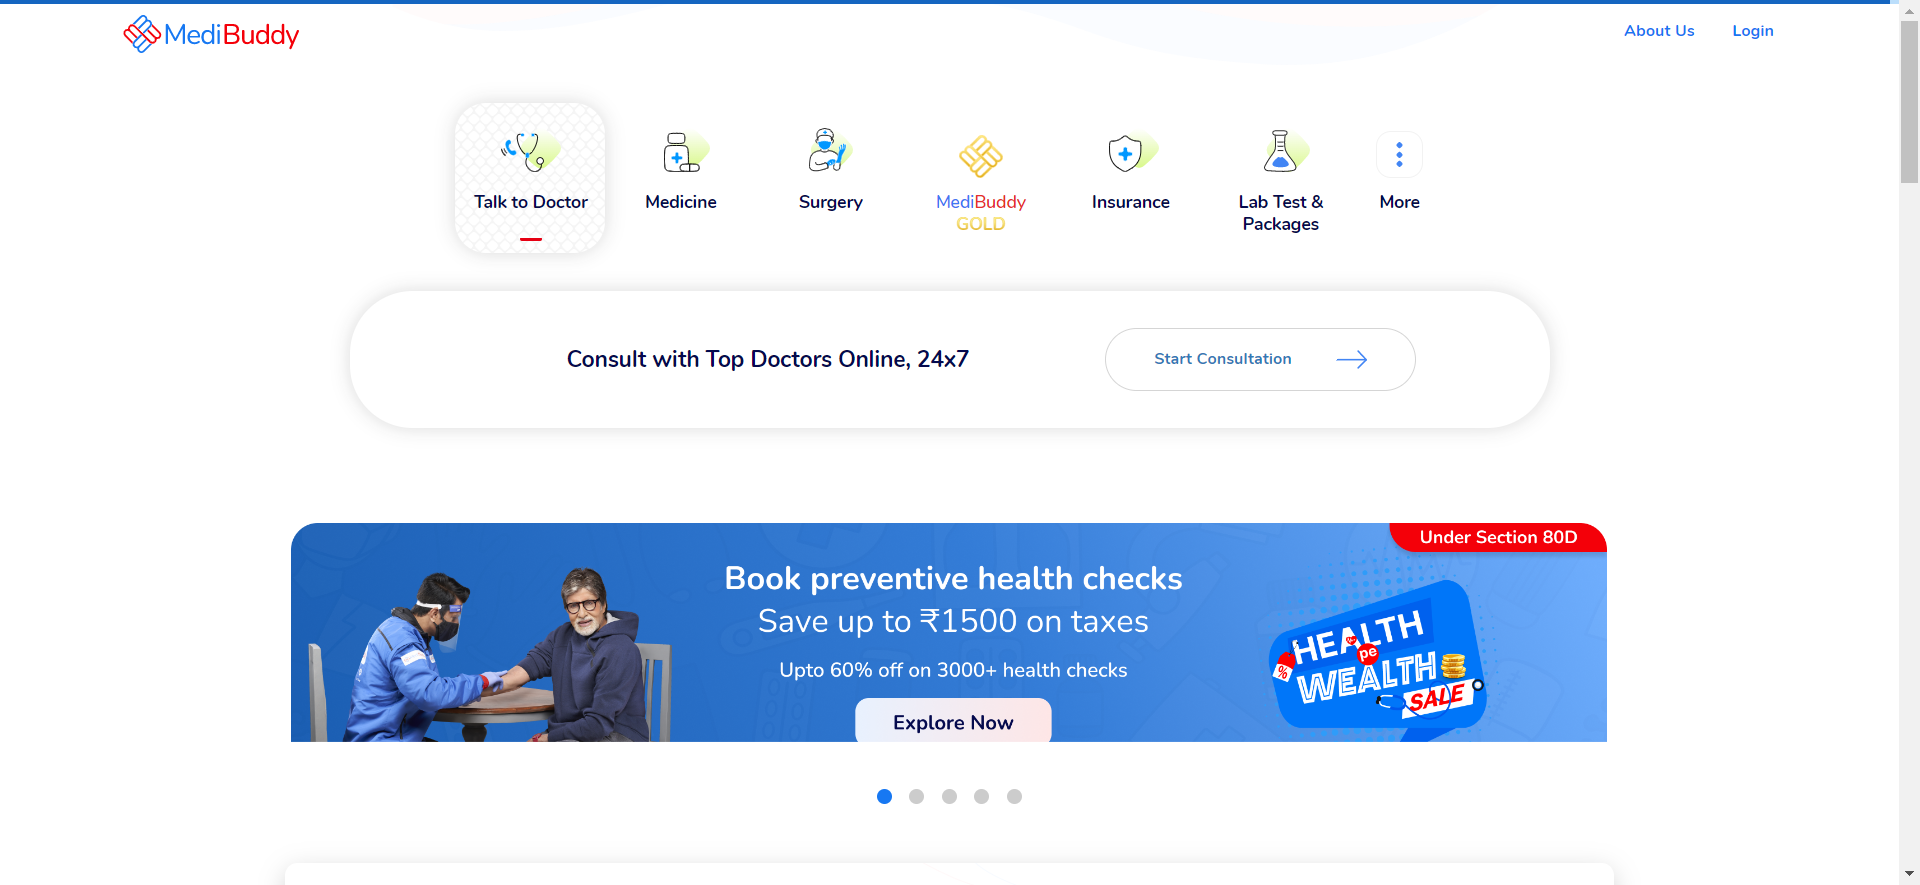 MediBuddy
About Us
Login
Talk to Doctor
Medicine
Surgery
MediBuddy
GOLD
Insurance
Lab Test &
Packages
More
Consult with Top Doctors Online, 24x7
Start Consultation
Under Section 80D
Book preventive health checks
Save up to ₹1500 on taxes
Upto 60% off on 3000+ health checks
Explore Now
HEALTH
pe
%
WEALTH
SALE